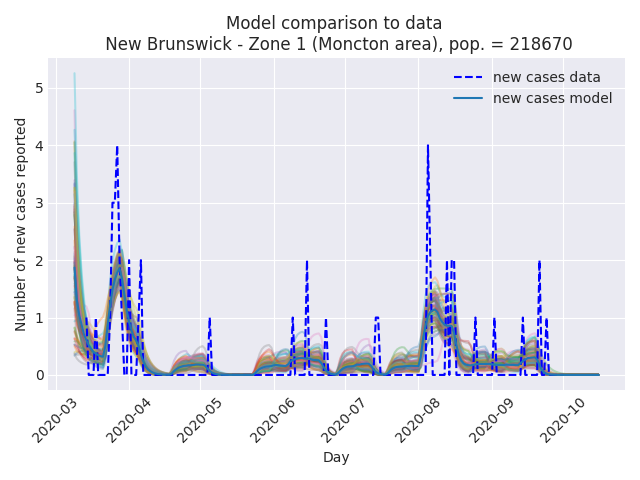 Model comparison to data
New Brunswick - Zone 1 (Moncton area), pop. = 218670
new cases data
new cases model
Number of new cases reported
5
4
3
2
1
0
2020-03
2020-04
2020-05
2020-06
2020-07
2020-08
2020-09
2020-10
Day